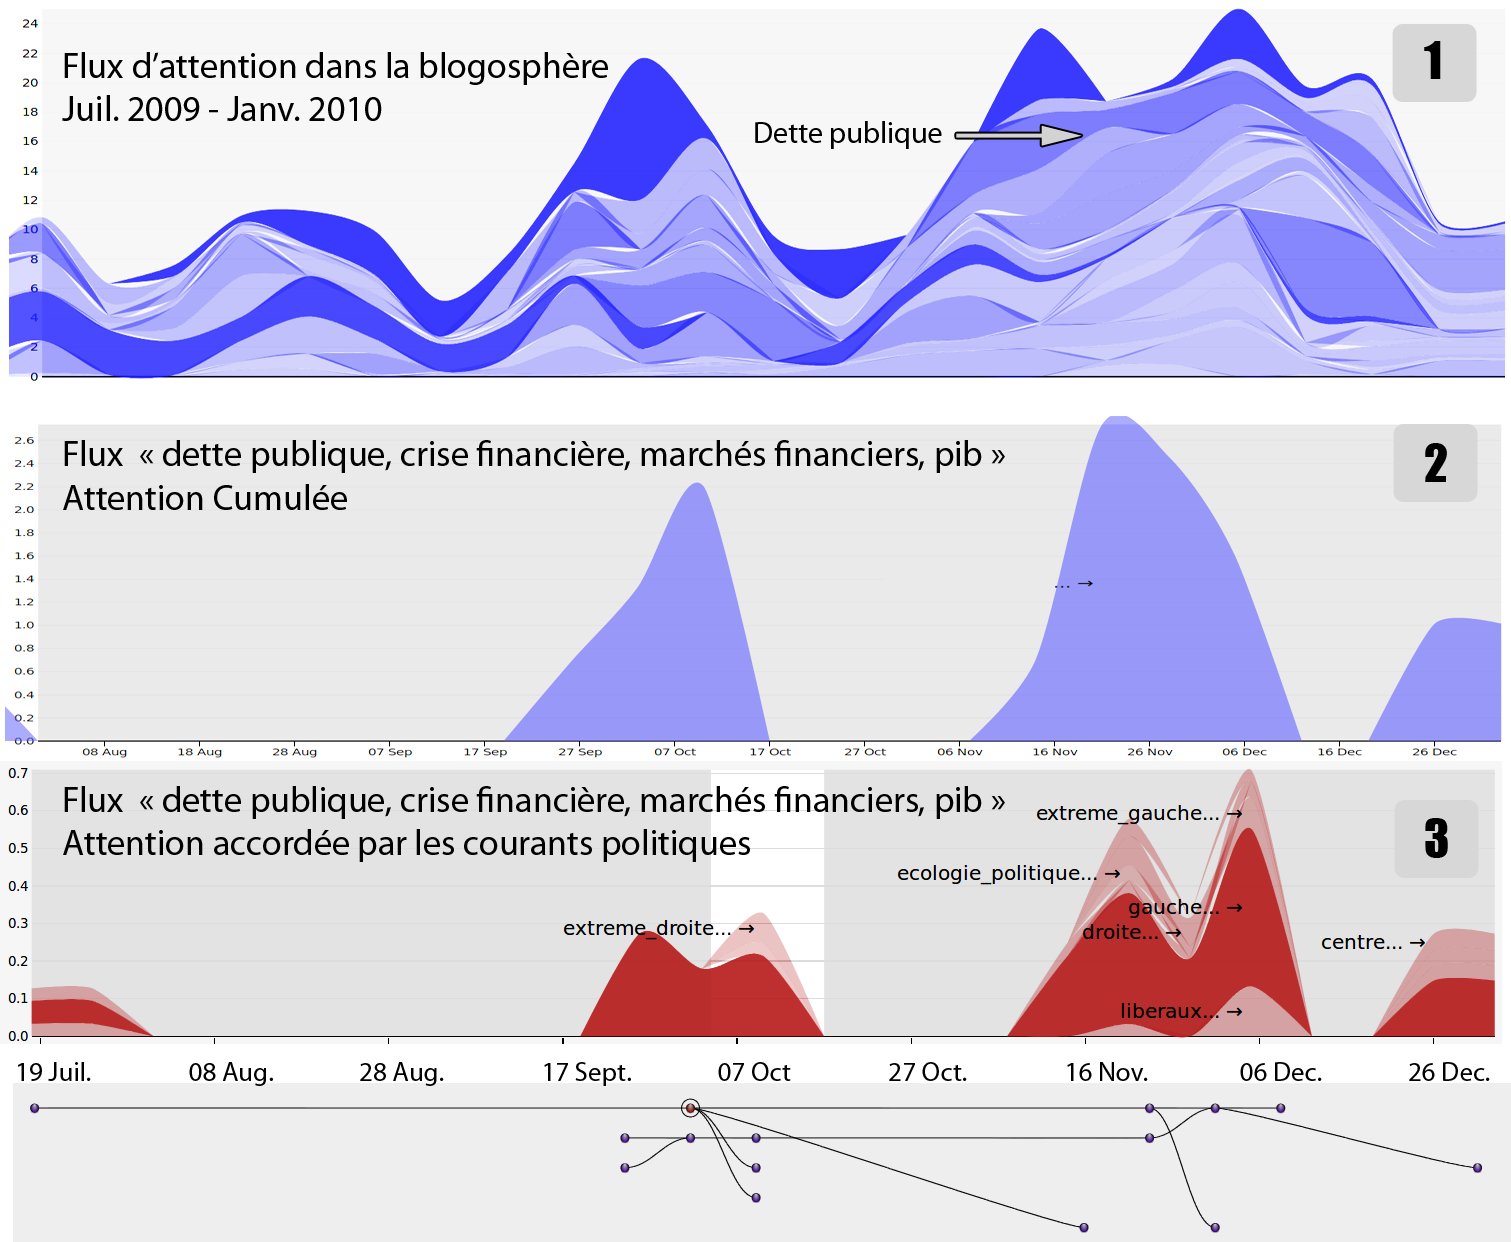 24
22
20
18
16
14
12
10
8
6
4
2
0
Flux d’attention dans la blogosphère
Juil. 2009 - Janv. 2010
1
Dette publique
2.6
2.4
2.2
2.0
1.8
1.6
1.4
1.2
1.0
0.8
0.6
0.4
0.2
0.0
Flux « dette publique, crise financière, marchés financiers, pib »
Attention Cumulée
2
... →
08 Aug 18 Aug 28 Aug 07 Sep 17 Sep 27 Sep 07 Oct 17 Oct 27 Oct 06 Nov 16 Nov 26 Nov 06 Dec 16 Dec 26 Dec
0.7
0.6
0.5
0.4
0.3
0.2
0.1
0.0
Flux « dette publique, crise financière, marchés financiers, pib »
Attention accordée par les courants politiques
3
extreme_gauche... →
ecologie_politique... →
gauche... →
extreme_droite... →
droite... →
centre... →
liberaux... →
19 Juil. 08 Aug. 28 Aug. 17 Sept. 07 Oct 27 Oct. 16 Nov. 06 Dec. 26 Dec.